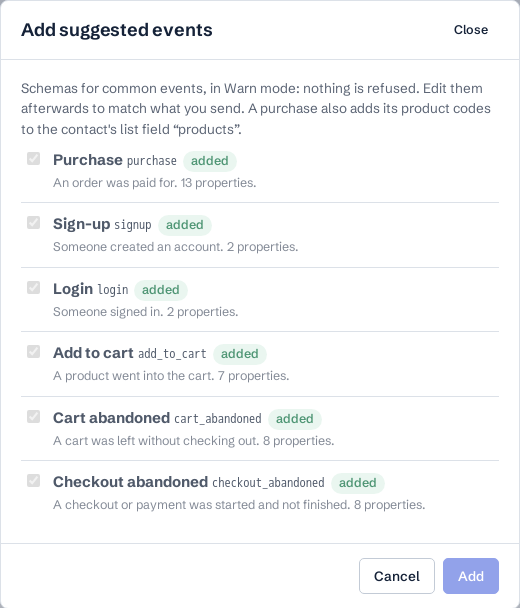 Add suggested events
Close
Schemas for common events, in Warn mode: nothing is refused. Edit them
afterwards to match what you send. A purchase also adds its product codes
to the contact's list field “products”.
Purchase purchase added
An order was paid for. 13 properties.
Sign-up signup added
Someone created an account. 2 properties.
Login login added
Someone signed in. 2 properties.
Add to cart add_to_cart added
A product went into the cart. 7 properties.
Cart abandoned cart_abandoned added
A cart was left without checking out. 8 properties.
Checkout abandoned checkout_abandoned added
A checkout or payment was started and not finished. 8 properties.
Cancel
Add